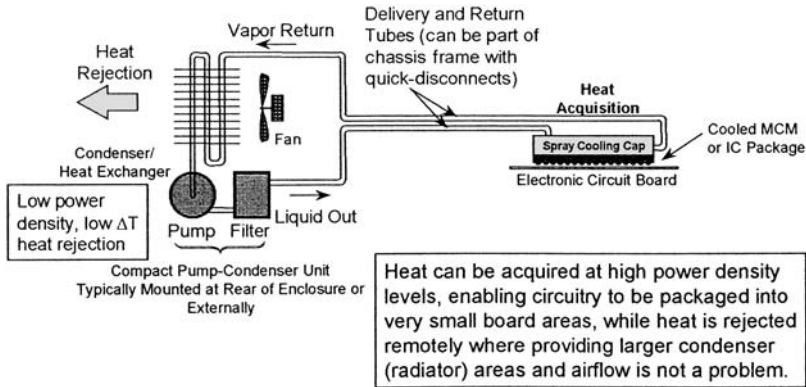 Vapor Return
Delivery and Return
Tubes (can be part of
chassis frame with
quick-disconnects)
Heat
Rejection
Heat
Acquisition
Fan
Spray Cooling Cap
Cooled MCM
or IC Package
Condenser/
Heat Exchanger
Electronic Circuit Board
Low power
density, low ΔT
heat rejection
Liquid Out
Pump
Filter
Compact Pump-Condenser Unit
Typically Mounted at Rear of Enclosure or
Externally
Heat can be acquired at high power density
levels, enabling circuitry to be packaged into
very small board areas, while heat is rejected
remotely where providing larger condenser
(radiator) areas and airflow is not a problem.